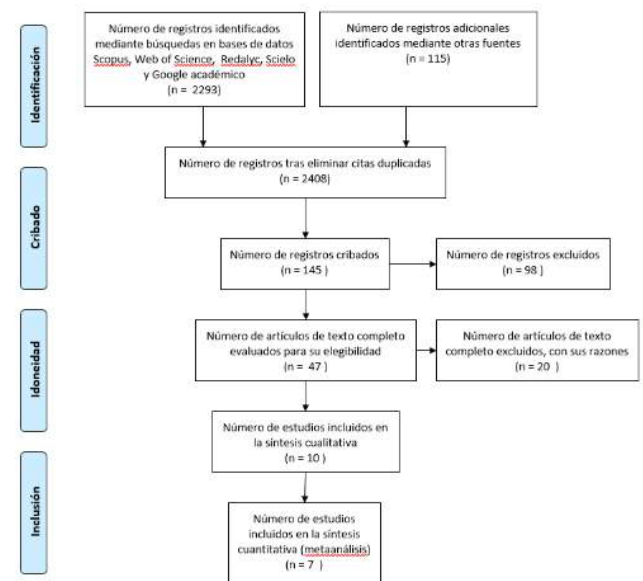 Identificación
Número de registros identificados
mediante búsquedas en bases de datos
Scopus, Web of Science, Redalyc, Scielo
y Google académico
(n = 2293)
Número de registros adicionales
identificados mediante otras fuentes
(n = 115)
Número de registros tras eliminar citas duplicadas
(n = 2408)
Cribado
Número de registros cribados
(n = 145 )
Número de registros excluidos
(n = 98 )
Idoneidad
Número de artículos de texto completo
evaluados para su elegibilidad
(n = 47 )
Número de artículos de texto
completo excluidos, con sus razones
(n = 20 )
Número de estudios incluidos en
la síntesis cualitativa
(n = 10 )
Inclusión
Número de estudios
incluidos en la síntesis
cuantitativa (metaanálisis)
(n = 7 )